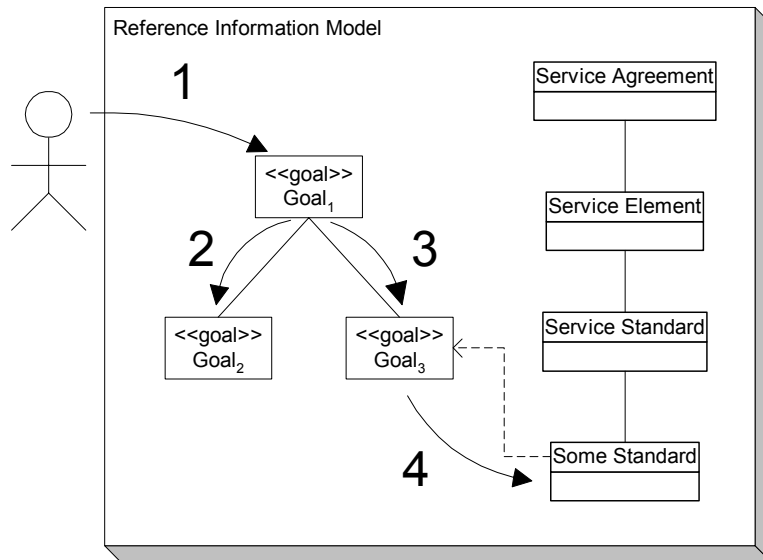 Reference Information Model
1
Service Agreement
<<goal>>
Goal₁
Service Element
2
3
<<goal>>
Goal₂
<<goal>>
Goal₃
Service Standard
4
Some Standard